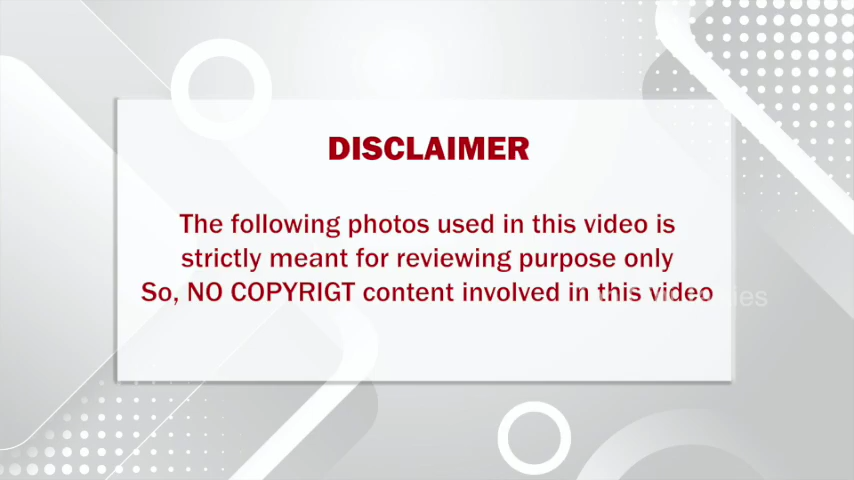 DISCLAIMER
The following photos used in this video is
strictly meant for reviewing purpose only
So, NO COPYRIGT content involved in this video